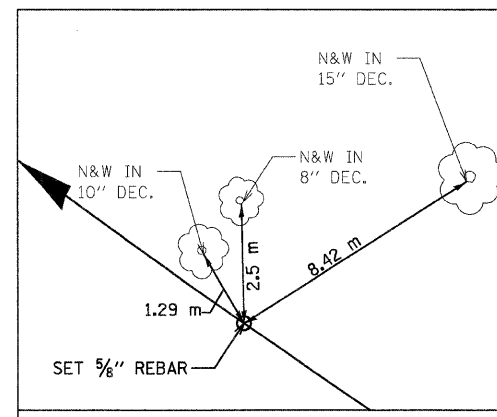 N&W IN
15" DEC.
N&W IN
8" DEC.
N&W IN
10" DEC.
8.42 m
2.5 m
1.29 m
SET 5/8" REBAR